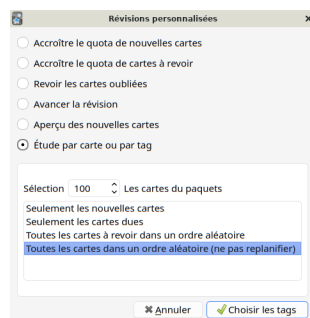 Révisions personnalisées
Accroître le quota de nouvelles cartes
Accroître le quota de cartes à revoir
Revoir les cartes oubliées
Avancer la révision
Aperçu des nouvelles cartes
Étude par carte ou par tag
Sélection 100 Les cartes du paquets
Seulement les nouvelles cartes
Seulement les cartes dues
Toutes les cartes à revoir dans un ordre aléatoire
Toutes les cartes dans un ordre aléatoire (ne pas replanifier)
Annuler Choisir les tags